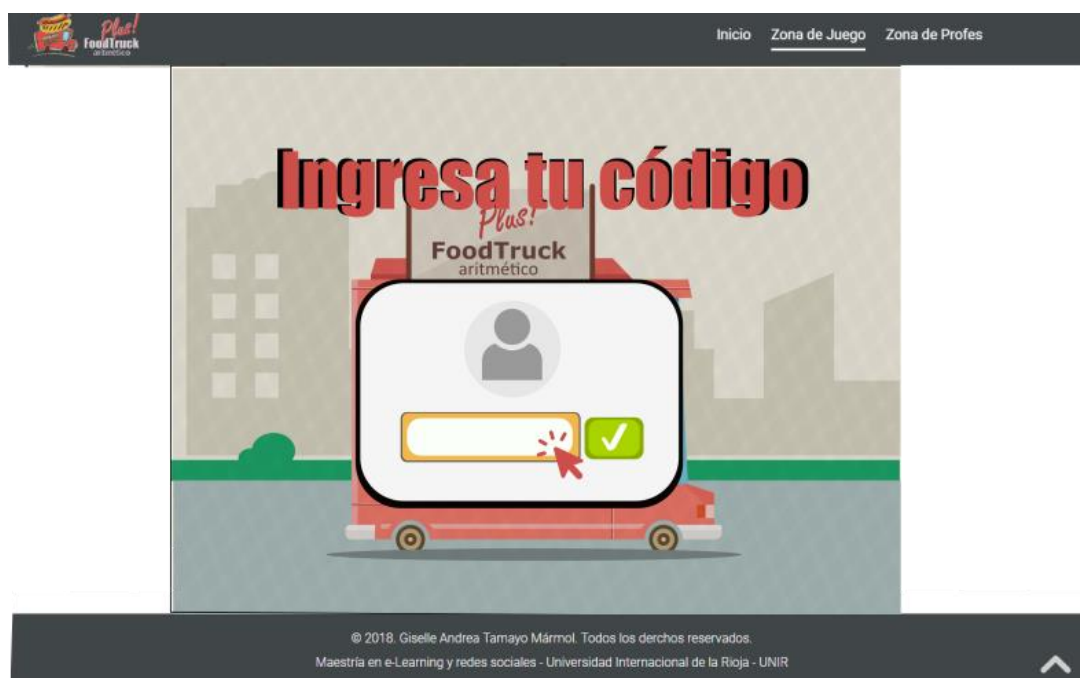 Plus!
FoodTruck
aritmético
Inicio Zona de Juego Zona de Profes
Ingresa tu código
Plus!
FoodTruck
aritmético
© 2018. Giselle Andrea Tamayo Mármol. Todos los derchos reservados.
Maestría en e-Learning y redes sociales - Universidad Internacional de la Rioja - UNIR